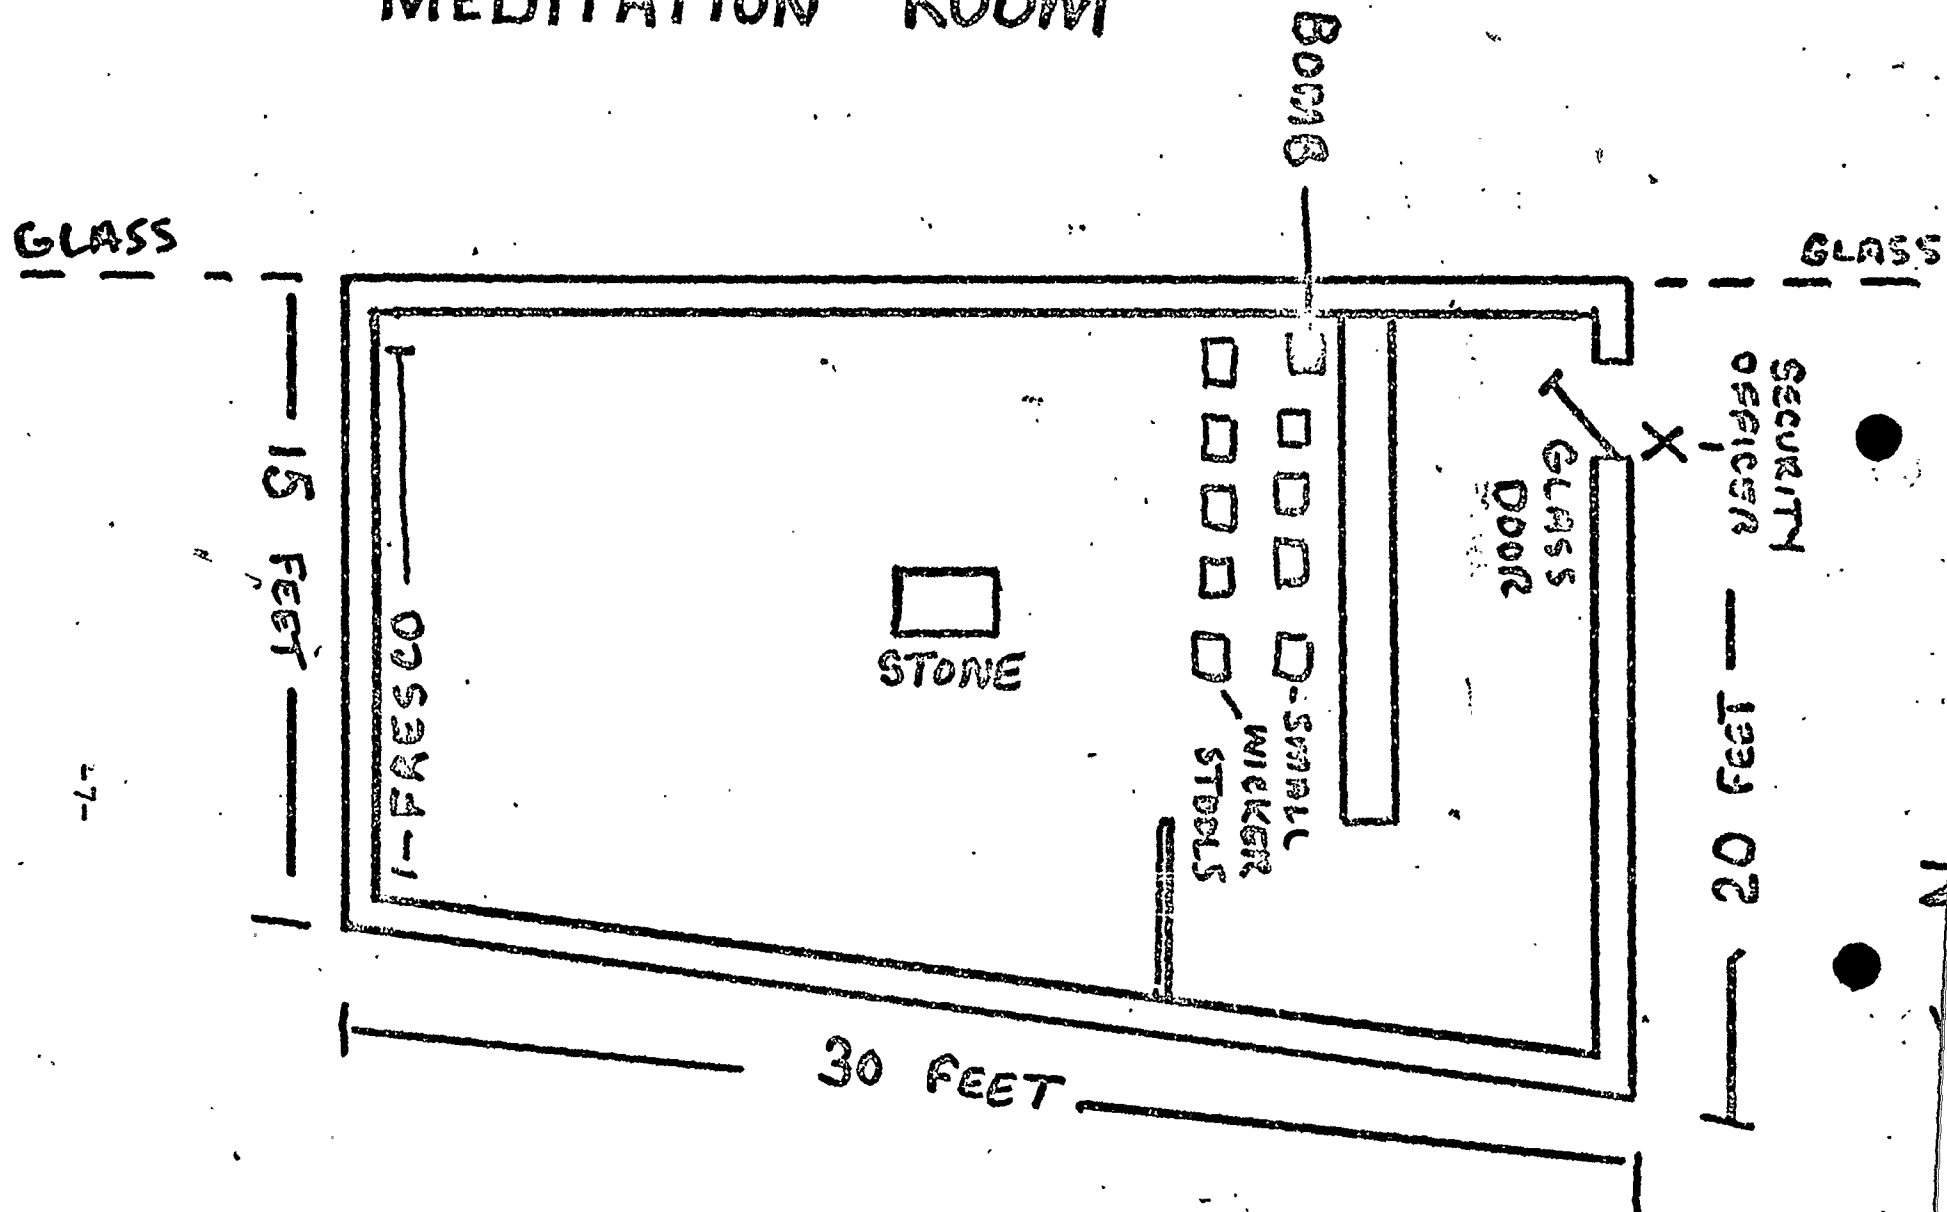 MEDITATION ROOM
BOMB
GLASS
GLASS
SECURITY
OFFICER
X
GLASS
DOOR
15 FEET
FRESCO
STONE
SMALL
WICKER
STOOLS
20 FEET
-7-
30 FEET